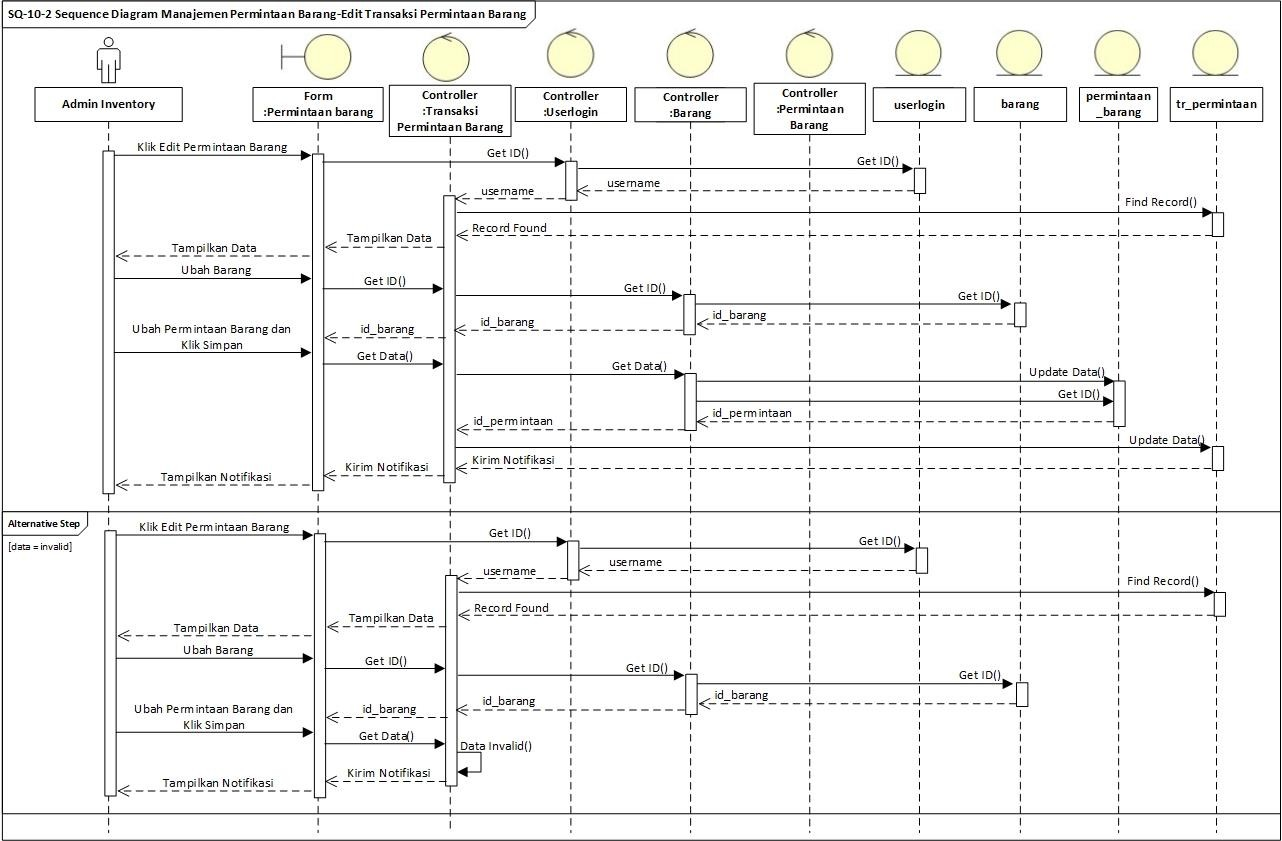 SQ-10-2 Sequence Diagram Manajemen Permintaan Barang-Edit Transaksi Permintaan Barang
Admin Inventory
Form
:Permintaan barang
Controller
:Transaksi
Permintaan Barang
Controller
:Userlogin
Controller
:Barang
Controller
:Permintaan
Barang
userlogin
barang
permintaan
_barang
tr_permintaan
Klik Edit Permintaan Barang
Get ID()
Get ID()
username
username
Find Record()
Record Found
Tampilkan Data
Tampilkan Data
Ubah Barang
Get ID()
Get ID()
Get ID()
id_barang
id_barang
id_barang
Ubah Permintaan Barang dan
Klik Simpan
Get Data()
Get Data()
Update Data()
Get ID()
id_permintaan
id_permintaan
Update Data()
Kirim Notifikasi
Kirim Notifikasi
Tampilkan Notifikasi
Alternative Step
[data = invalid]
Klik Edit Permintaan Barang
Get ID()
Get ID()
username
username
Find Record()
Record Found
Tampilkan Data
Tampilkan Data
Ubah Barang
Get ID()
Get ID()
Get ID()
id_barang
id_barang
id_barang
Ubah Permintaan Barang dan
Klik Simpan
Get Data()
Data Invalid()
Kirim Notifikasi
Tampilkan Notifikasi